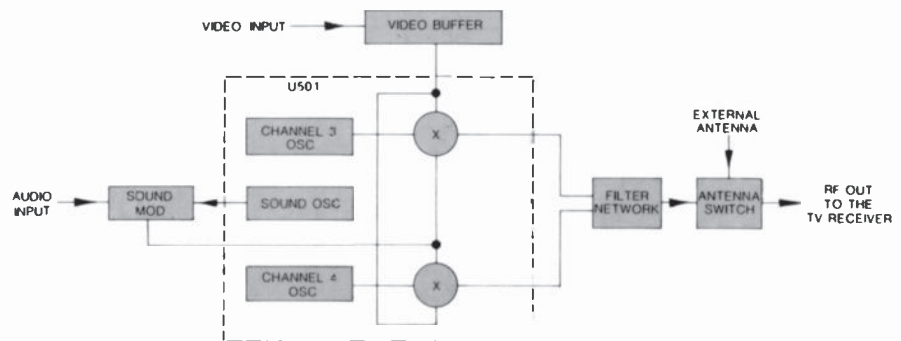 VIDEO INPUT
VIDEO BUFFER
U501
CHANNEL 3
OSC
X
EXTERNAL
ANTENNA
AUDIO
INPUT
SOUND
MOD
SOUND OSC
FILTER
NETWORK
ANTENNA
SWITCH
RF OUT
TO THE
TV RECEIVER
CHANNEL 4
OSC
X